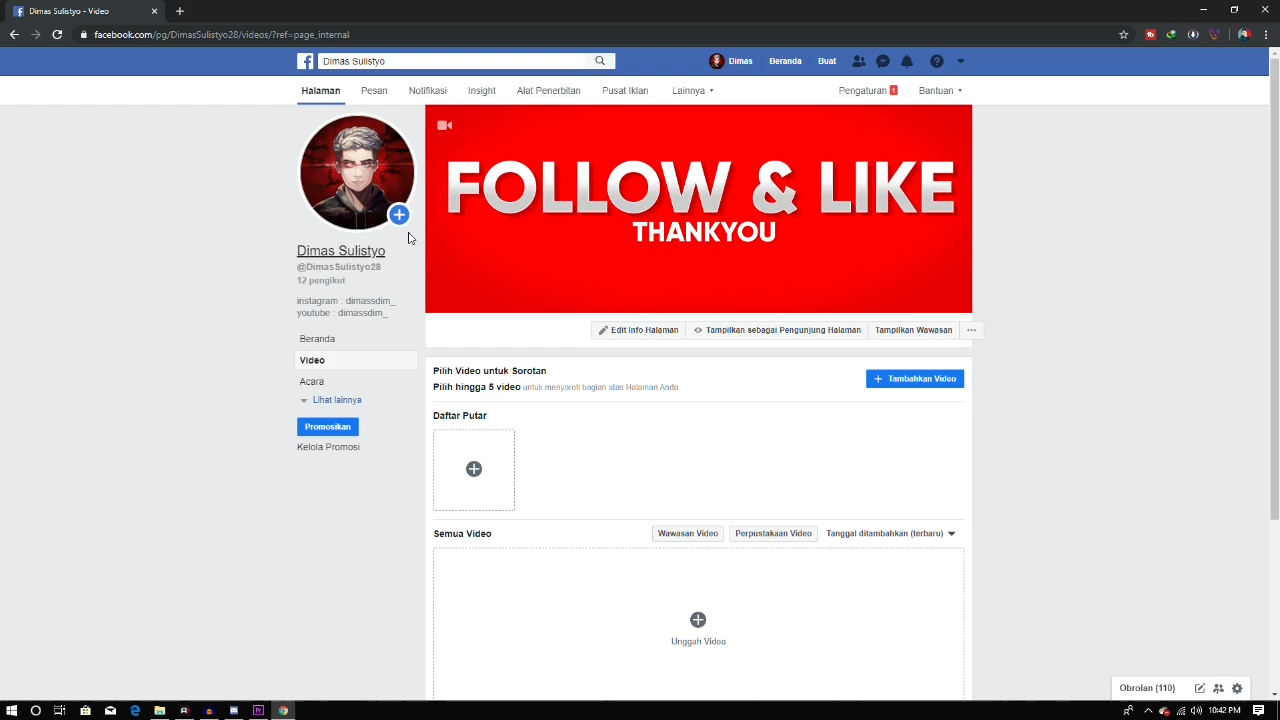 Dimas Sulistyo - Video
facebook.com/pg/DimasSulistyo28/videos/?ref=page_internal
Dimas Sulistyo
Dimas Beranda Buat
Halaman Pesan Notifikasi Insight Alat Penerbitan Pusat Iklan Lainnya Pengaturan 1 Bantuan
FOLLOW & LIKE
THANKYOU
Dimas Sulistyo
@DimasSulistyo28
12 pengikut
instagram : dimassdim_
youtube : dimassdim_
Beranda
Video
Acara
Lihat lainnya
Promosikan
Kelola Promosi
Edit Info Halaman Tampilkan sebagai Pengunjung Halaman Tampilkan Wawasan ...
Pilih Video untuk Sorotan
Pilih hingga 5 video untuk menyoroti bagian atas Halaman Anda.
+ Tambahkan Video
Daftar Putar
Semua Video Wawasan Video Perpustakaan Video Tanggal ditambahkan (terbaru)
Unggah Video
Obrolan (110)
10:42 PM